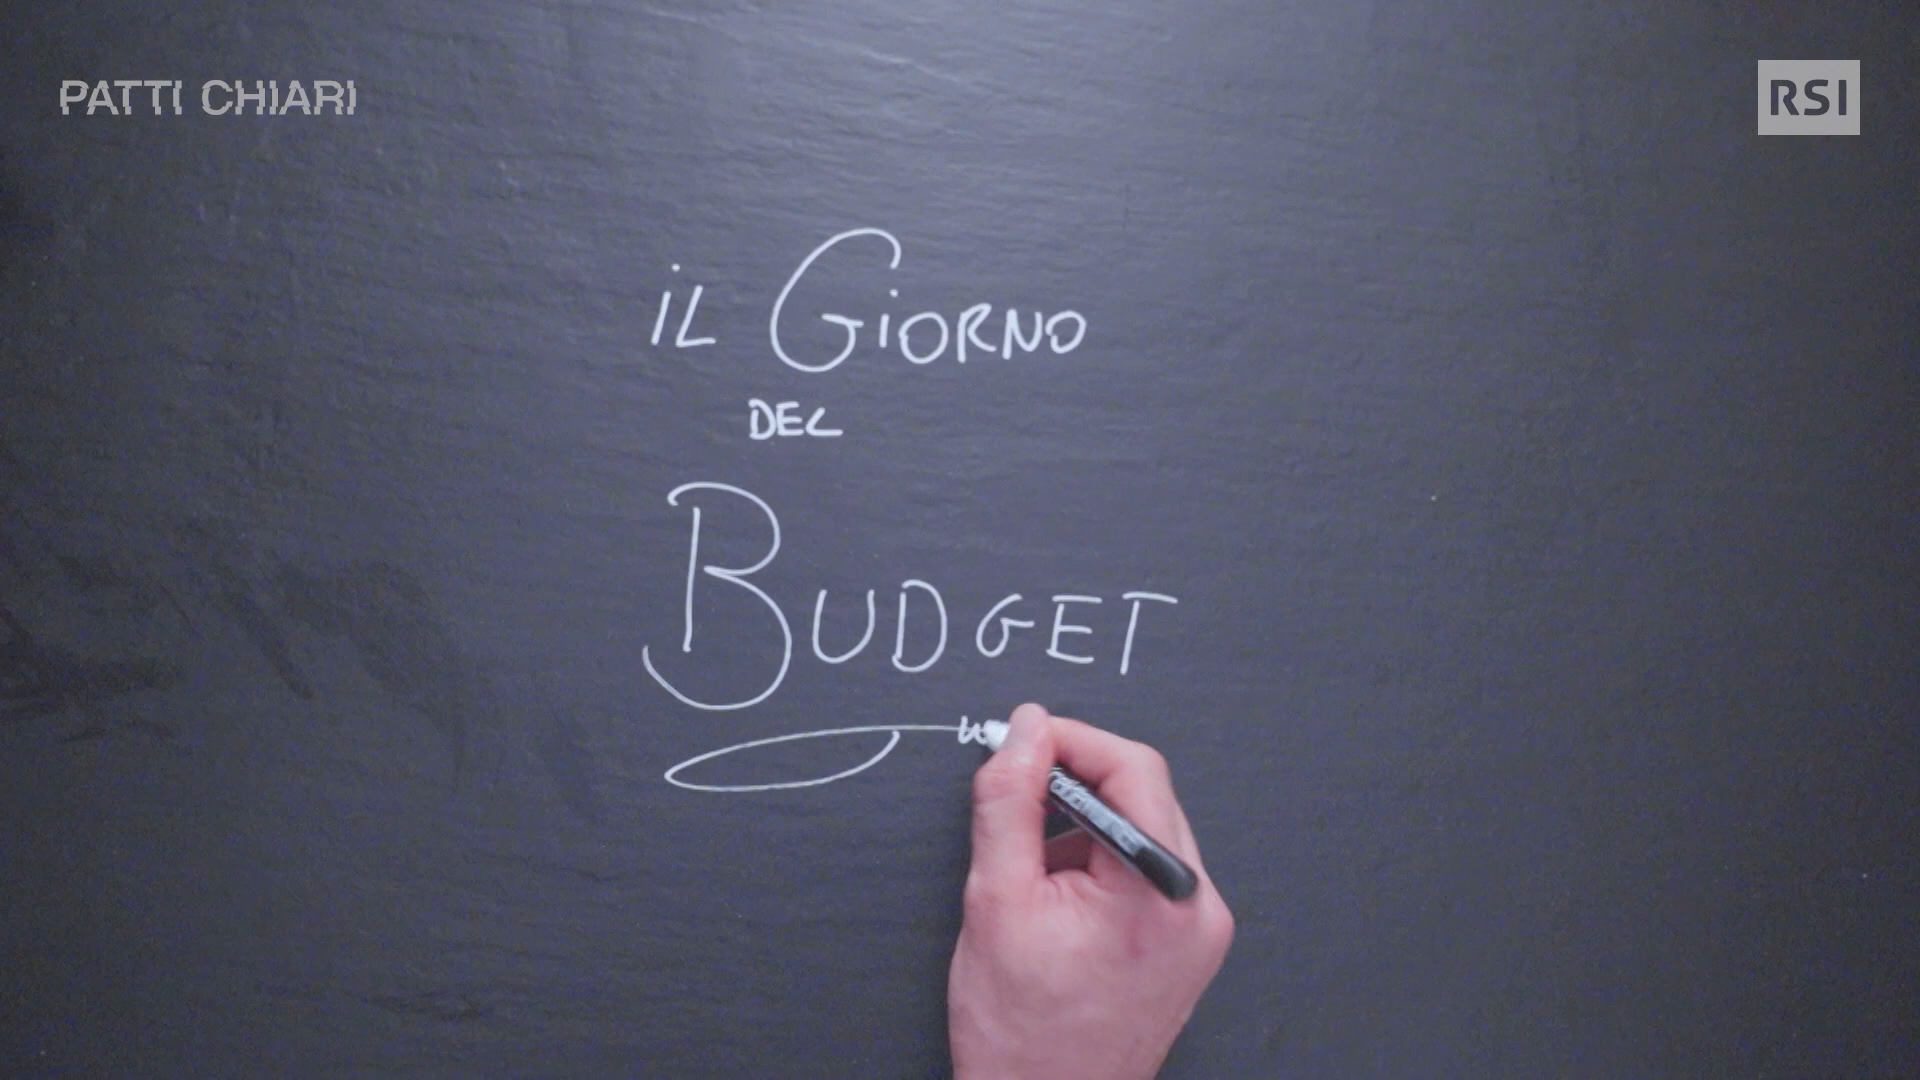 PATTI CHIARI
RSI
iL GiORNO
DEL
BUDGET